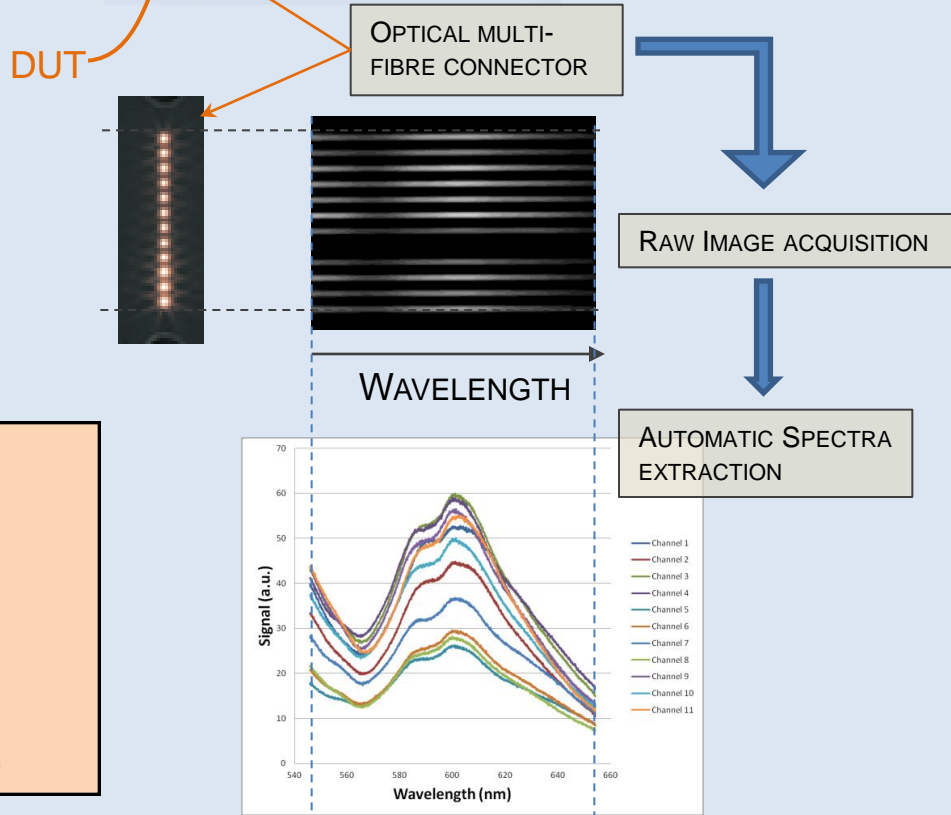 OPTICAL MULTI-
FIBRE CONNECTOR
DUT
RAW IMAGE ACQUISITION
WAVELENGTH
AUTOMATIC SPECTRA
EXTRACTION
70
60
50
40
30
20
10
0
Signal (a.u.)
540
560
580
600
620
640
660
Wavelength (nm)
Channel 1
Channel 2
Channel 3
Channel 4
Channel 5
Channel 6
Channel 7
Channel 8
Channel 9
Channel 10
Channel 11